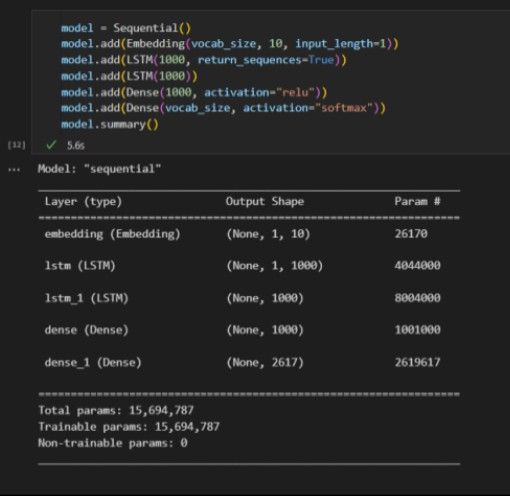 model = Sequential()
model.add(Embedding(vocab_size, 10, input_length=1))
model.add(LSTM(1000, return_sequences=True))
model.add(LSTM(1000))
model.add(Dense(1000, activation="relu"))
model.add(Dense(vocab_size, activation="softmax"))
model.summary()
[12] ✓ 5.6s
... Model: "sequential"
Layer (type) Output Shape Param #
embedding (Embedding) (None, 1, 10) 26170
lstm (LSTM) (None, 1, 1000) 4044000
lstm_1 (LSTM) (None, 1000) 8004000
dense (Dense) (None, 1000) 1001000
dense_1 (Dense) (None, 2617) 2619617
Total params: 15,694,787
Trainable params: 15,694,787
Non-trainable params: 0